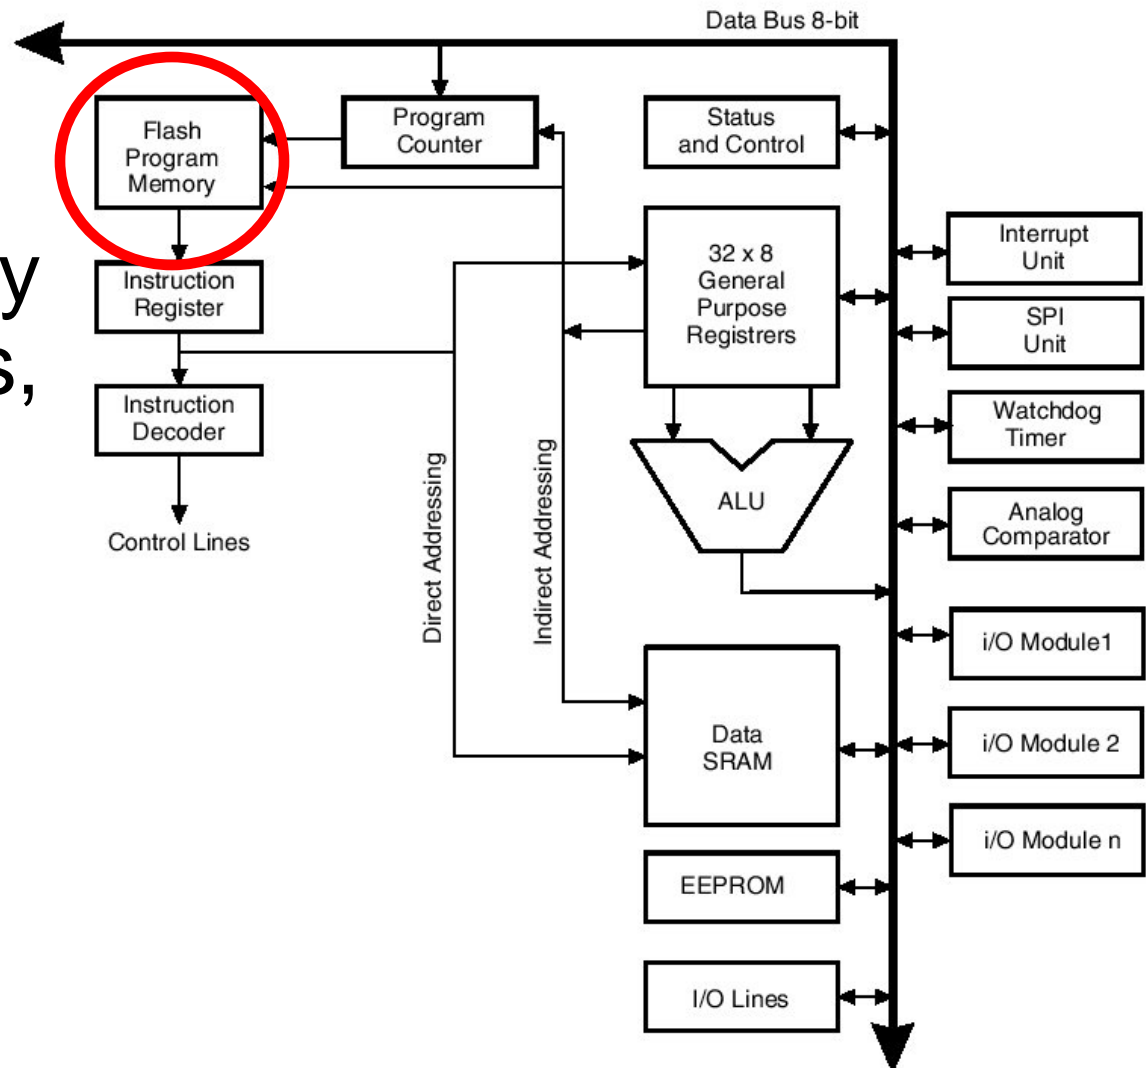 Data Bus 8-bit
Flash
Program
Memory
Program
Counter
Status
and Control
y
s,
Instruction
Register
32 x 8
General
Purpose
Registrers
Interrupt
Unit
SPI
Unit
Instruction
Decoder
Watchdog
Timer
Control Lines
Direct Addressing
Indirect Addressing
ALU
Analog
Comparator
i/O Module1
Data
SRAM
i/O Module 2
i/O Module n
EEPROM
I/O Lines